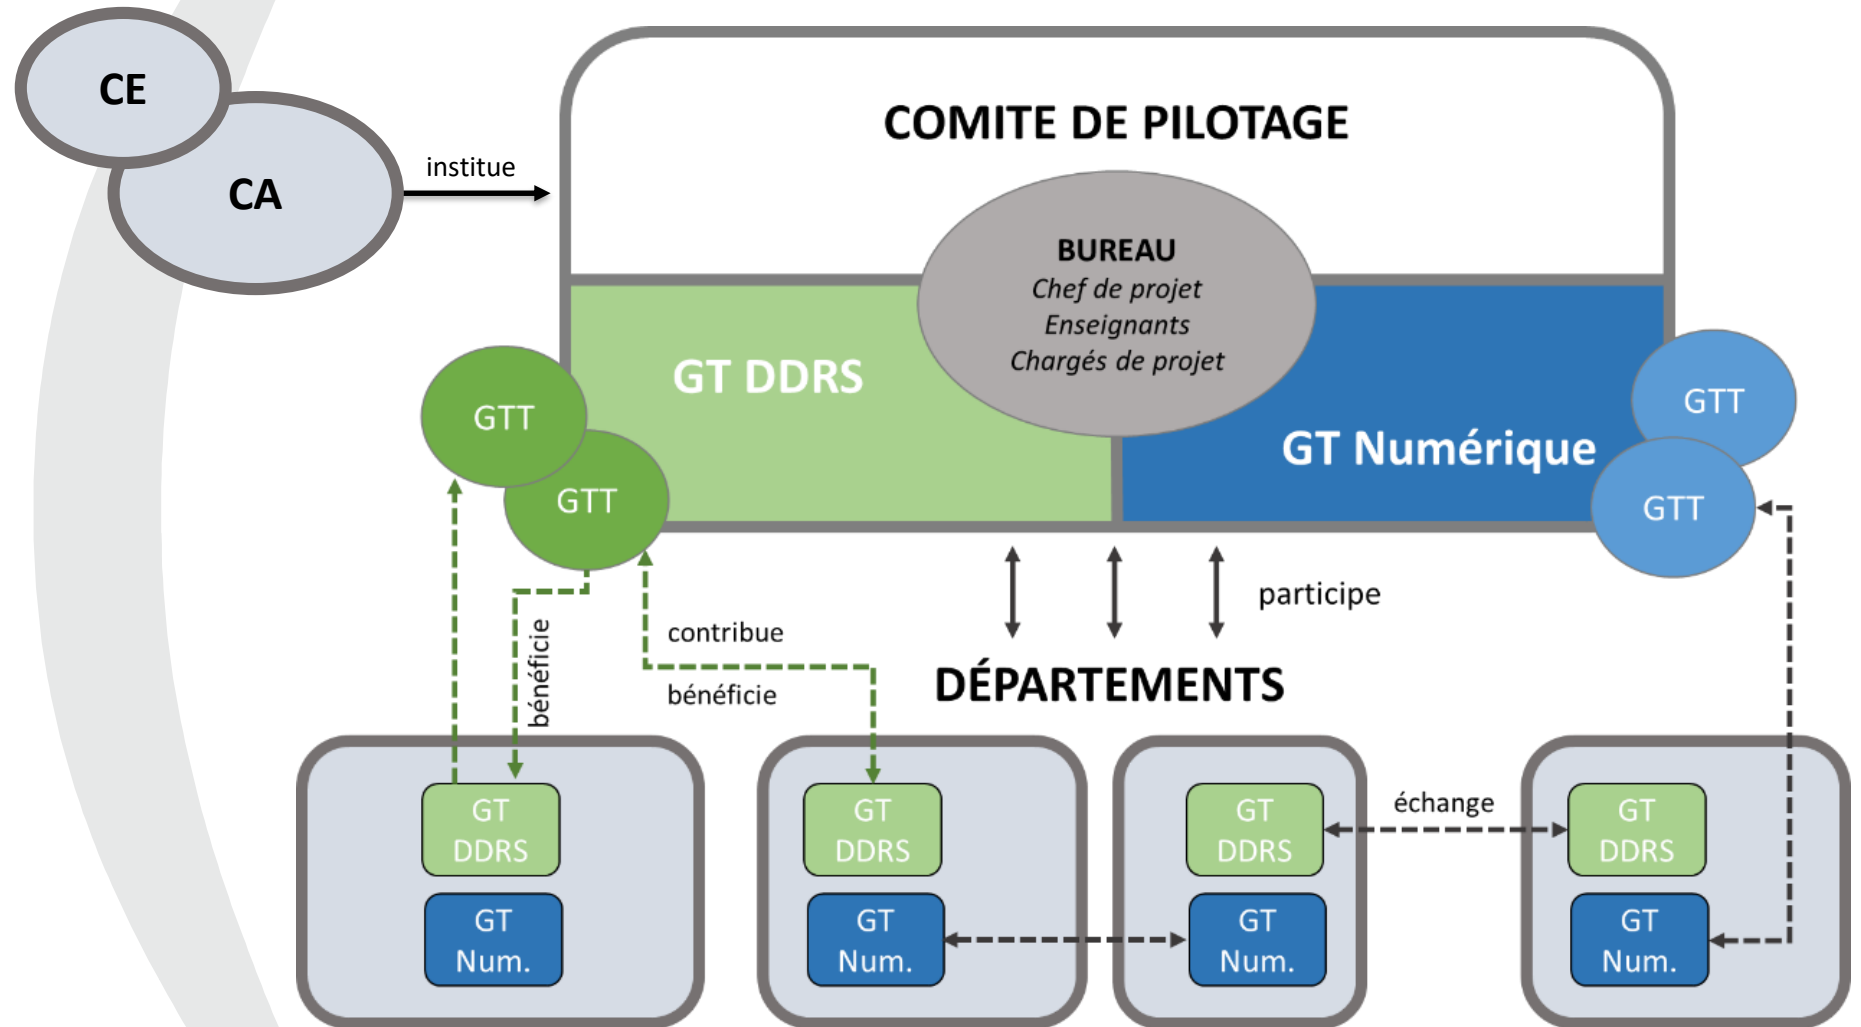 CE
CA
institue
COMITE DE PILOTAGE
BUREAU
Chef de projet
Enseignants
Chargés de projet
GT DDRS
GT Numérique
GTT
GTT
GTT
GTT
participe
contribue
bénéficie
bénéficie
DÉPARTEMENTS
GT
DDRS
GT
Num.
GT
DDRS
GT
Num.
GT
DDRS
GT
Num.
échange
GT
DDRS
GT
Num.